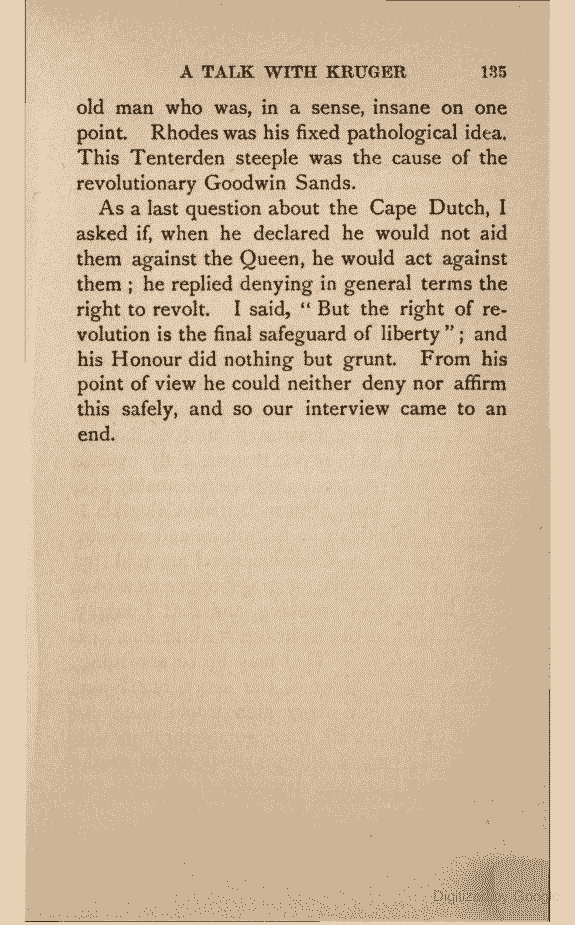 A TALK WITH KRUGER 135
old man who was, in a sense, insane on one
point. Rhodes was his fixed pathological idea.
This Tenterden steeple was the cause of the
revolutionary Goodwin Sands.
As a last question about the Cape Dutch, I
asked if, when he declared he would not aid
them against the Queen, he would act against
them ; he replied denying in general terms the
right to revolt. I said, “ But the right of re-
volution is the final safeguard of liberty ” ; and
his Honour did nothing but grunt. From his
point of view he could neither deny nor affirm
this safely, and so our interview came to an
end.
Digitized by Google